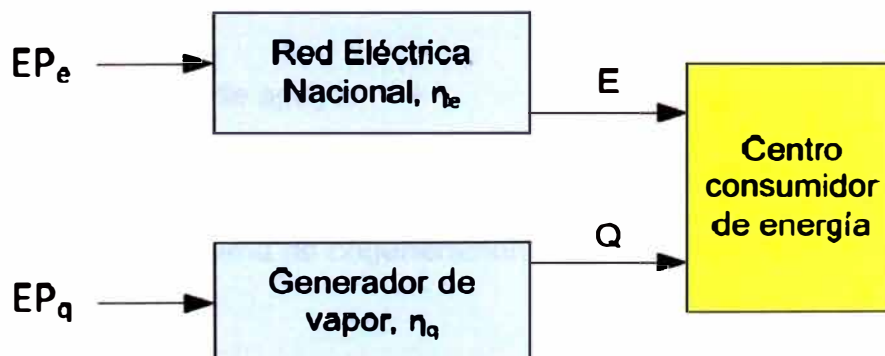 EPe
Red Eléctrica
Nacional, ηe
E
Centro
consumidor
de energía
Q
EPq
Generador de
vapor, ηq